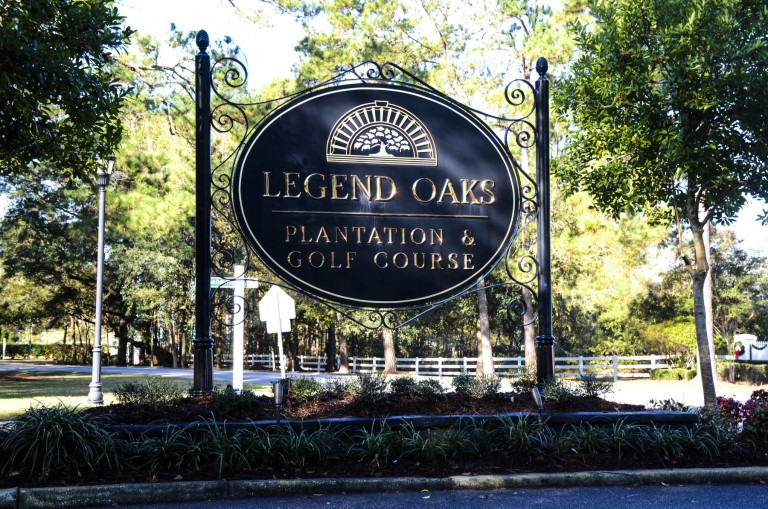 LEGEND OAKS
PLANTATION &
GOLF COURSE